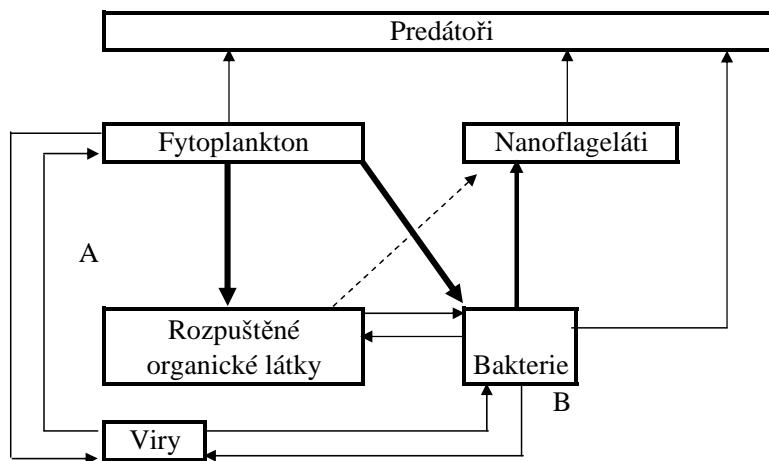 Predátoři
Fytoplankton
Nanoflageláti
A
Rozpuštěné
organické látky
Bakterie
B
Viry